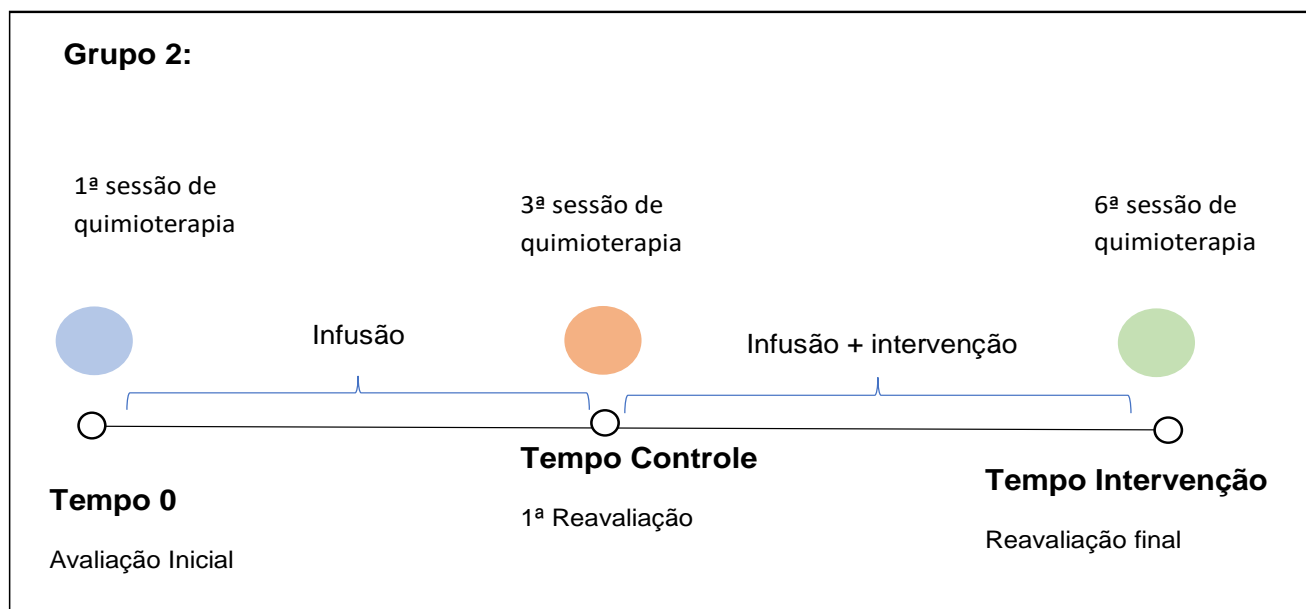 Grupo 2:
1ª sessão de
quimioterapia
3ª sessão de
quimioterapia
6ª sessão de
quimioterapia
Infusão
Infusão + intervenção
Tempo 0
Avaliação Inicial
Tempo Controle
1ª Reavaliação
Tempo Intervenção
Reavaliação final